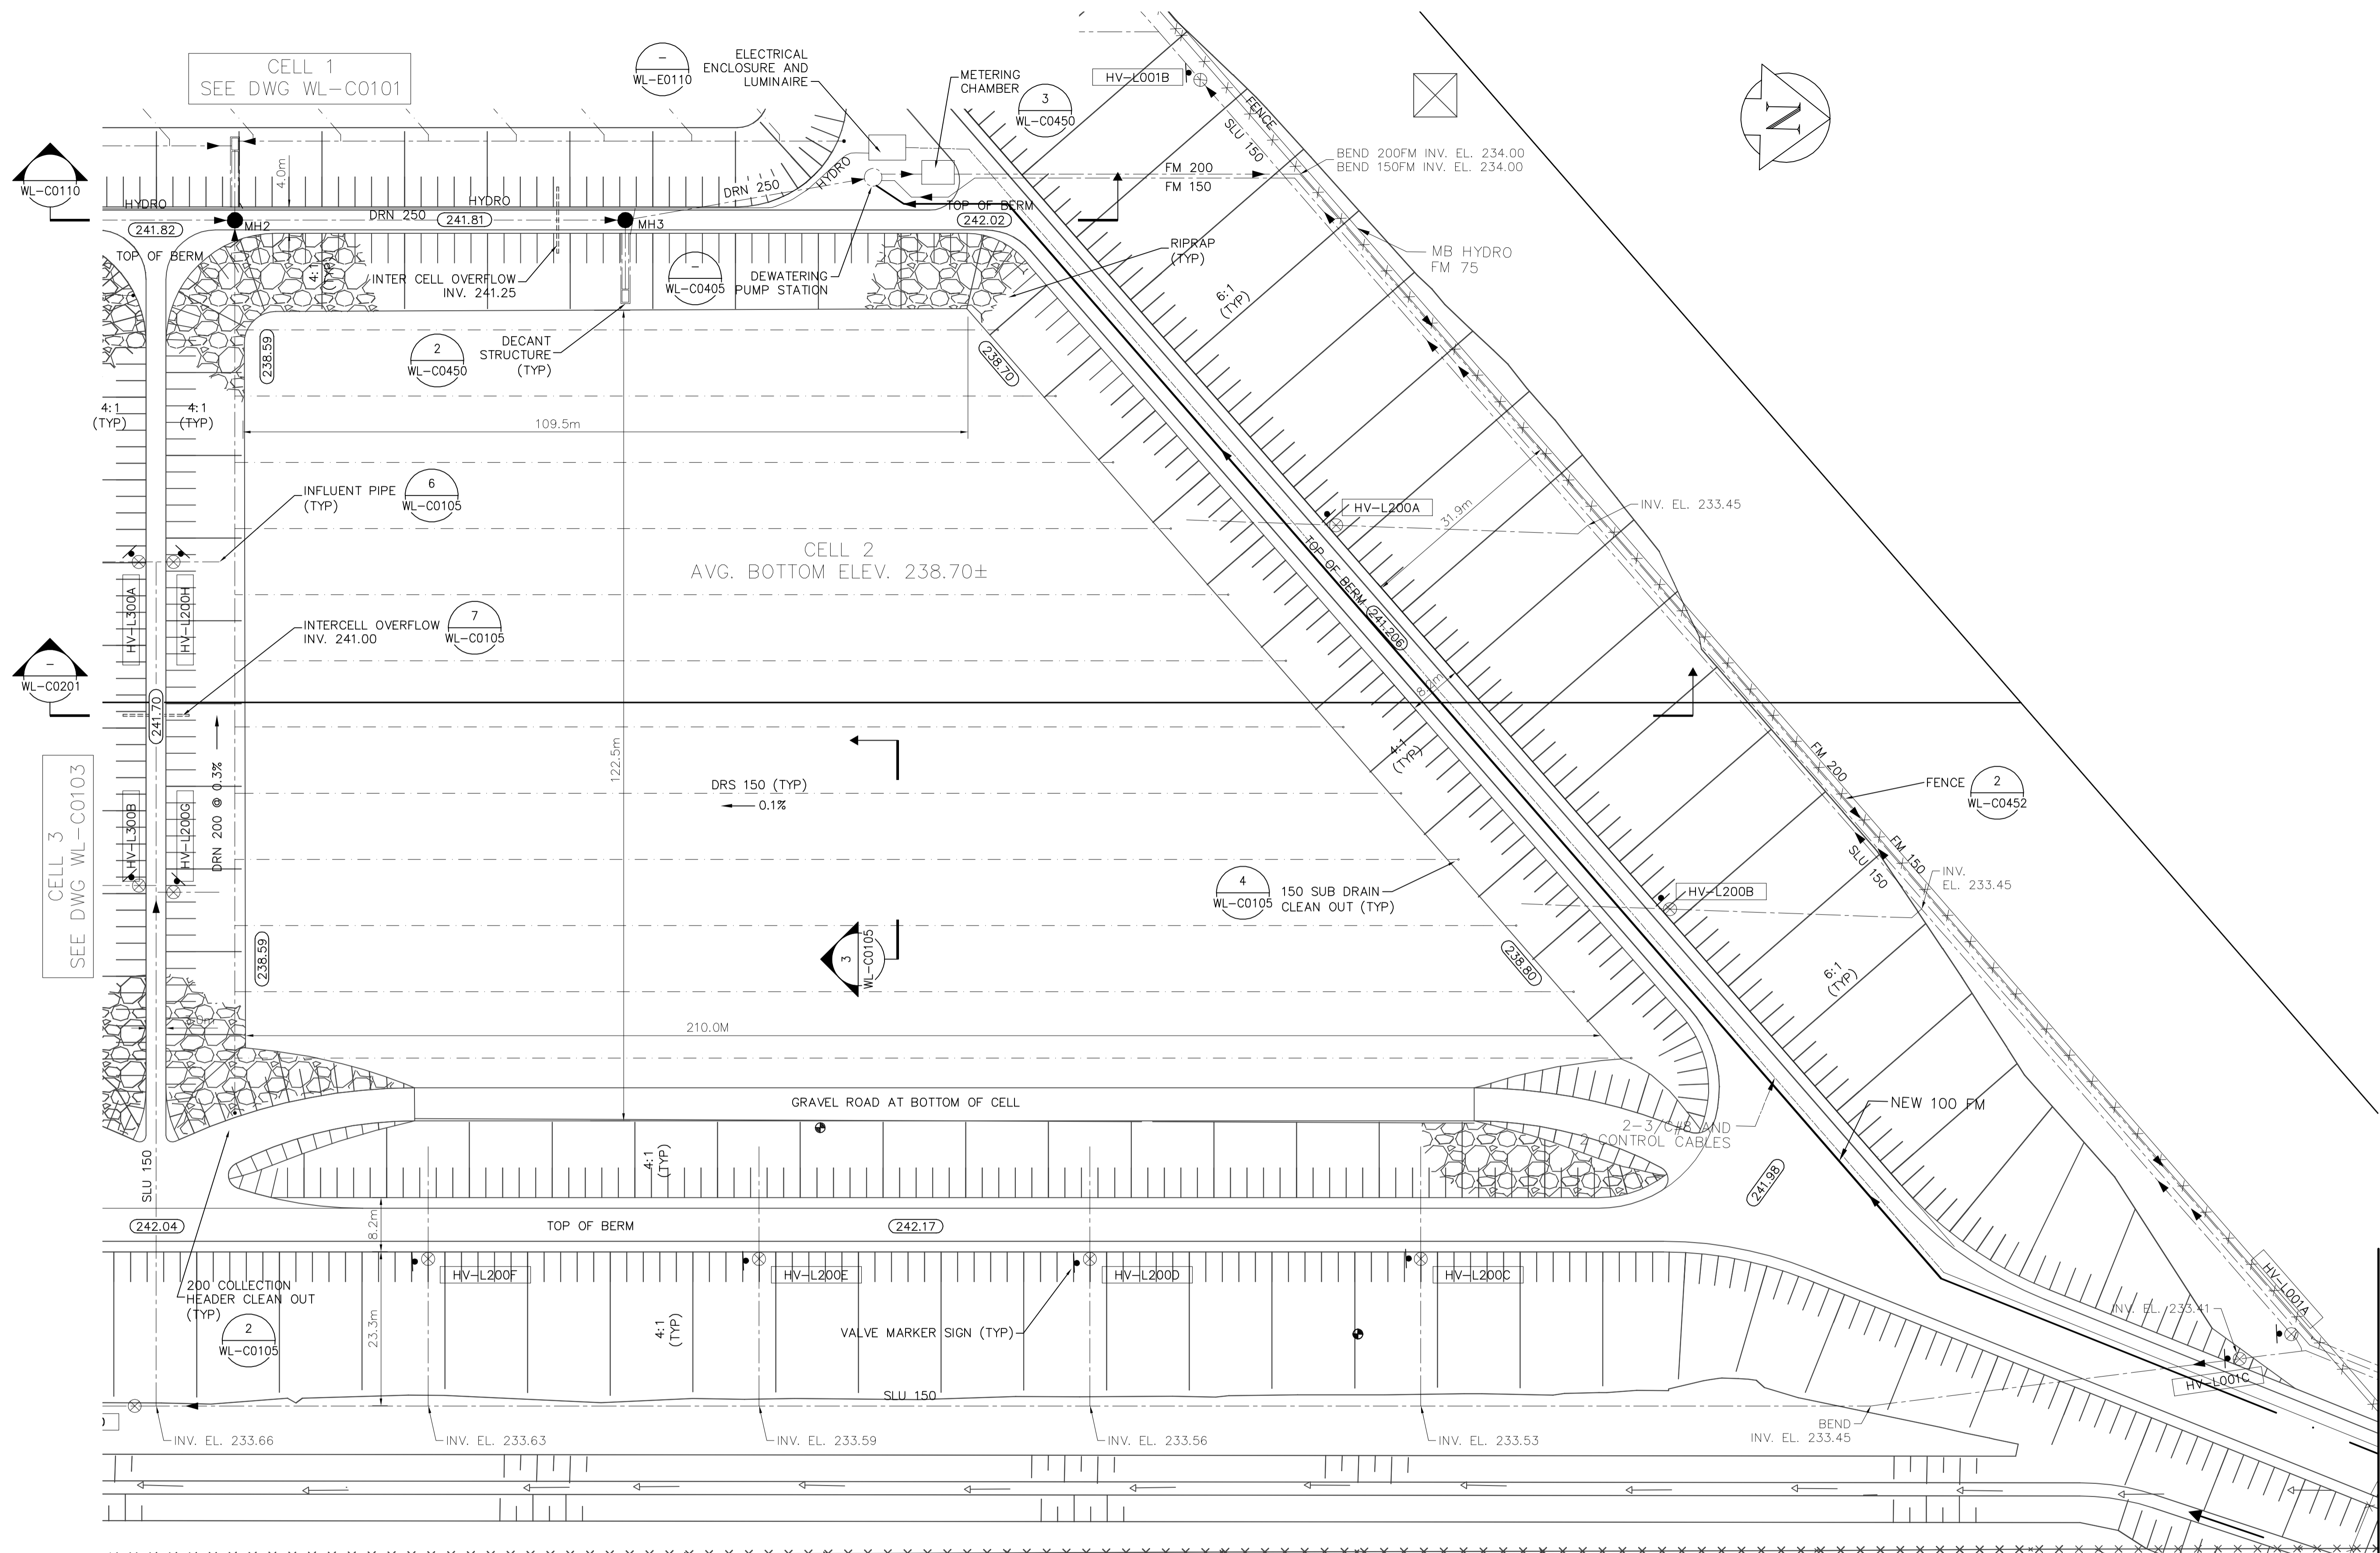 CELL 1
SEE DWG WL-C0101
–
WL-E0110
ELECTRICAL
ENCLOSURE AND
LUMINAIRE
METERING
CHAMBER
3
WL-C0450
HV-L001B
FENCE
SLU 150
N
BEND 200FM INV. EL. 234.00
BEND 150FM INV. EL. 234.00
WL-C0110
4.0m
HYDRO
HYDRO
HYDRO
DRN 250
DRN 250
FM 200
FM 150
241.82
241.81
242.02
MH2
MH3
TOP OF BERM
TOP OF BERM
4:1
(TYP)
INTER CELL OVERFLOW
INV. 241.25
–
WL-C0405
DEWATERING
PUMP STATION
RIPRAP
(TYP)
MB HYDRO
FM 75
6:1
(TYP)
238.59
2
WL-C0450
DECANT
STRUCTURE
(TYP)
238.70
4:1
(TYP)
4:1
(TYP)
109.5m
INFLUENT PIPE
(TYP)
6
WL-C0105
HV-L200A
31.9m
INV. EL. 233.45
CELL 2
AVG. BOTTOM ELEV. 238.70±
TOP OF BERM
241.206
HV-L300A
HV-L200H
INTERCELL OVERFLOW
INV. 241.00
7
WL-C0105
–
WL-C0201
241.70
8.2m
4:1
(TYP)
122.5m
DRN 200 @ 0.3%
CELL 3
SEE DWG WL-C0103
HV-L300B
HV-L200G
DRS 150 (TYP)
0.1%
FM 200
FENCE
2
WL-C0452
FM 150
SLU 150
INV.
EL. 233.45
4
WL-C0105
150 SUB DRAIN
CLEAN OUT (TYP)
HV-L200B
238.59
3
WL-C0105
238.80
6:1
(TYP)
210.0M
GRAVEL ROAD AT BOTTOM OF CELL
NEW 100 FM
2-3/C#8 AND
2 CONTROL CABLES
SLU 150
4:1
(TYP)
241.98
242.04
8.2m
TOP OF BERM
242.17
HV-L200F
HV-L200E
HV-L200D
HV-L200C
HV-L001A
200 COLLECTION
HEADER CLEAN OUT
(TYP)
2
WL-C0105
23.3m
4:1
(TYP)
VALVE MARKER SIGN (TYP)
INV. EL. 233.41
HV-L001C
SLU 150
BEND
INV. EL. 233.45
INV. EL. 233.66
INV. EL. 233.63
INV. EL. 233.59
INV. EL. 233.56
INV. EL. 233.53